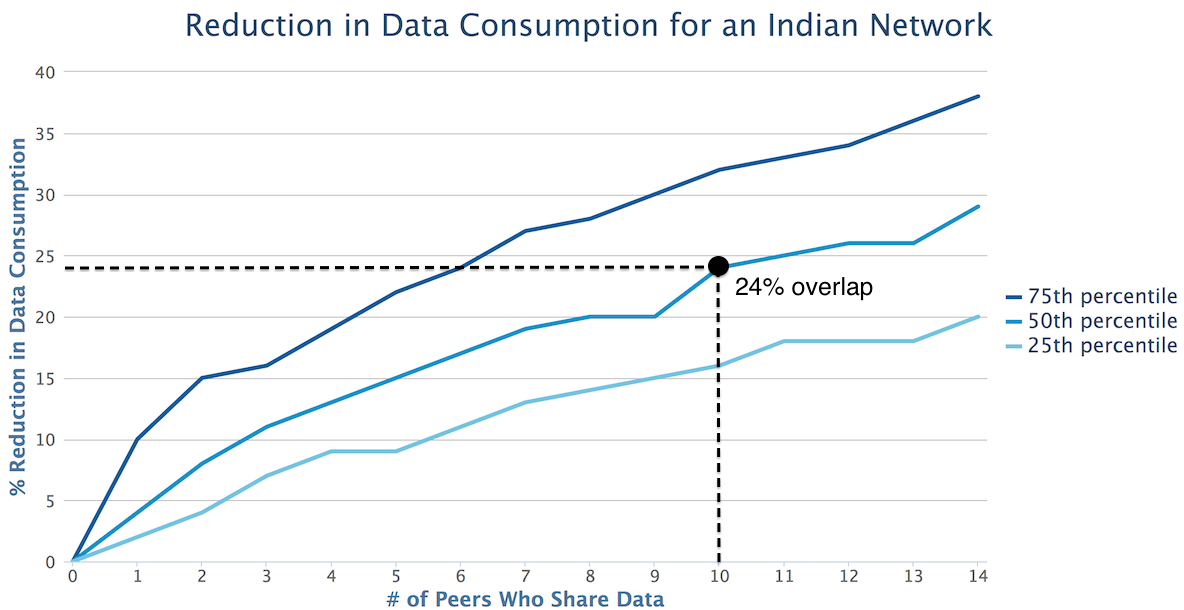 Reduction in Data Consumption for an Indian Network
% Reduction in Data Consumption
40
35
30
25
20
15
10
5
0
24% overlap
75th percentile
50th percentile
25th percentile
0 1 2 3 4 5 6 7 8 9 10 11 12 13 14
# of Peers Who Share Data